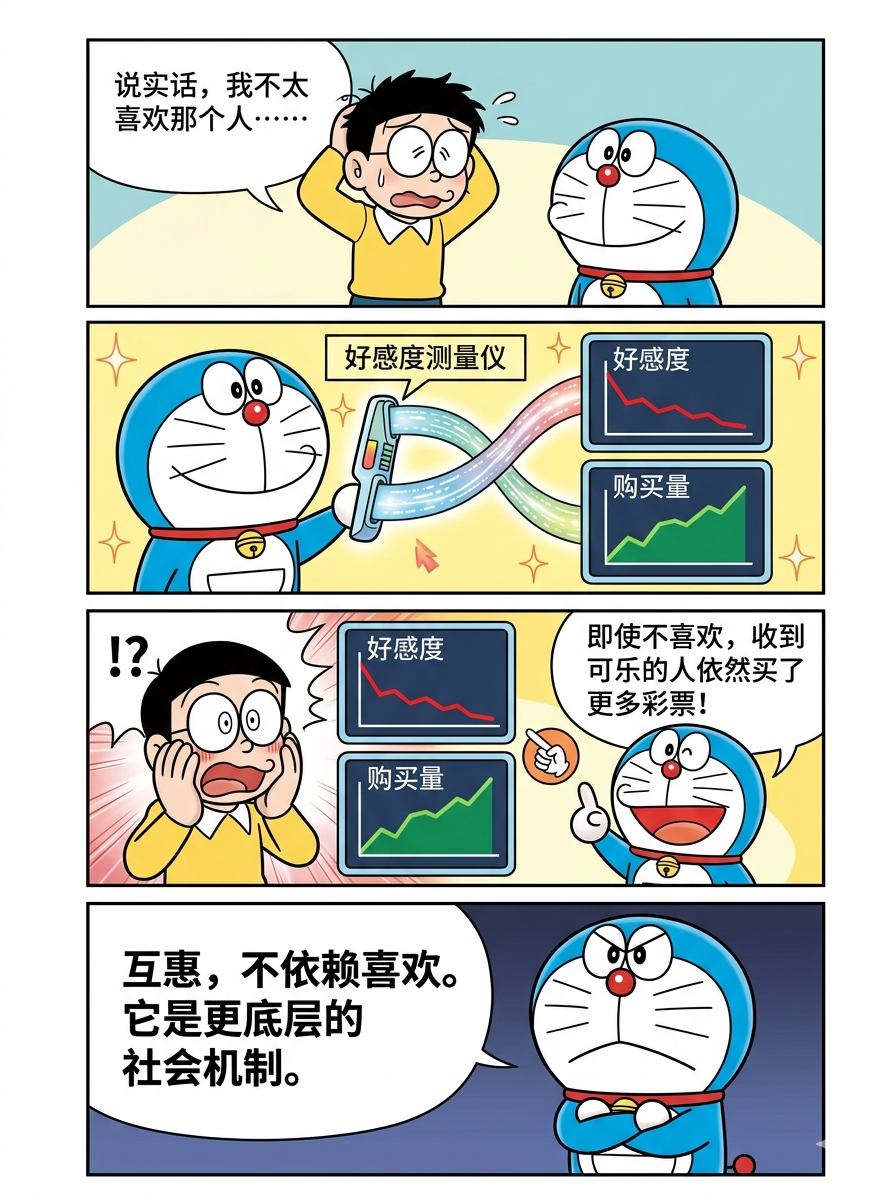 说实话，我不太
喜欢那个人……
好感度测量仪
好感度
购买量
!?
好感度
购买量
即使不喜欢，收到
可乐的人依然买了
更多彩票！
互惠，不依赖喜欢。
它是更底层的
社会机制。